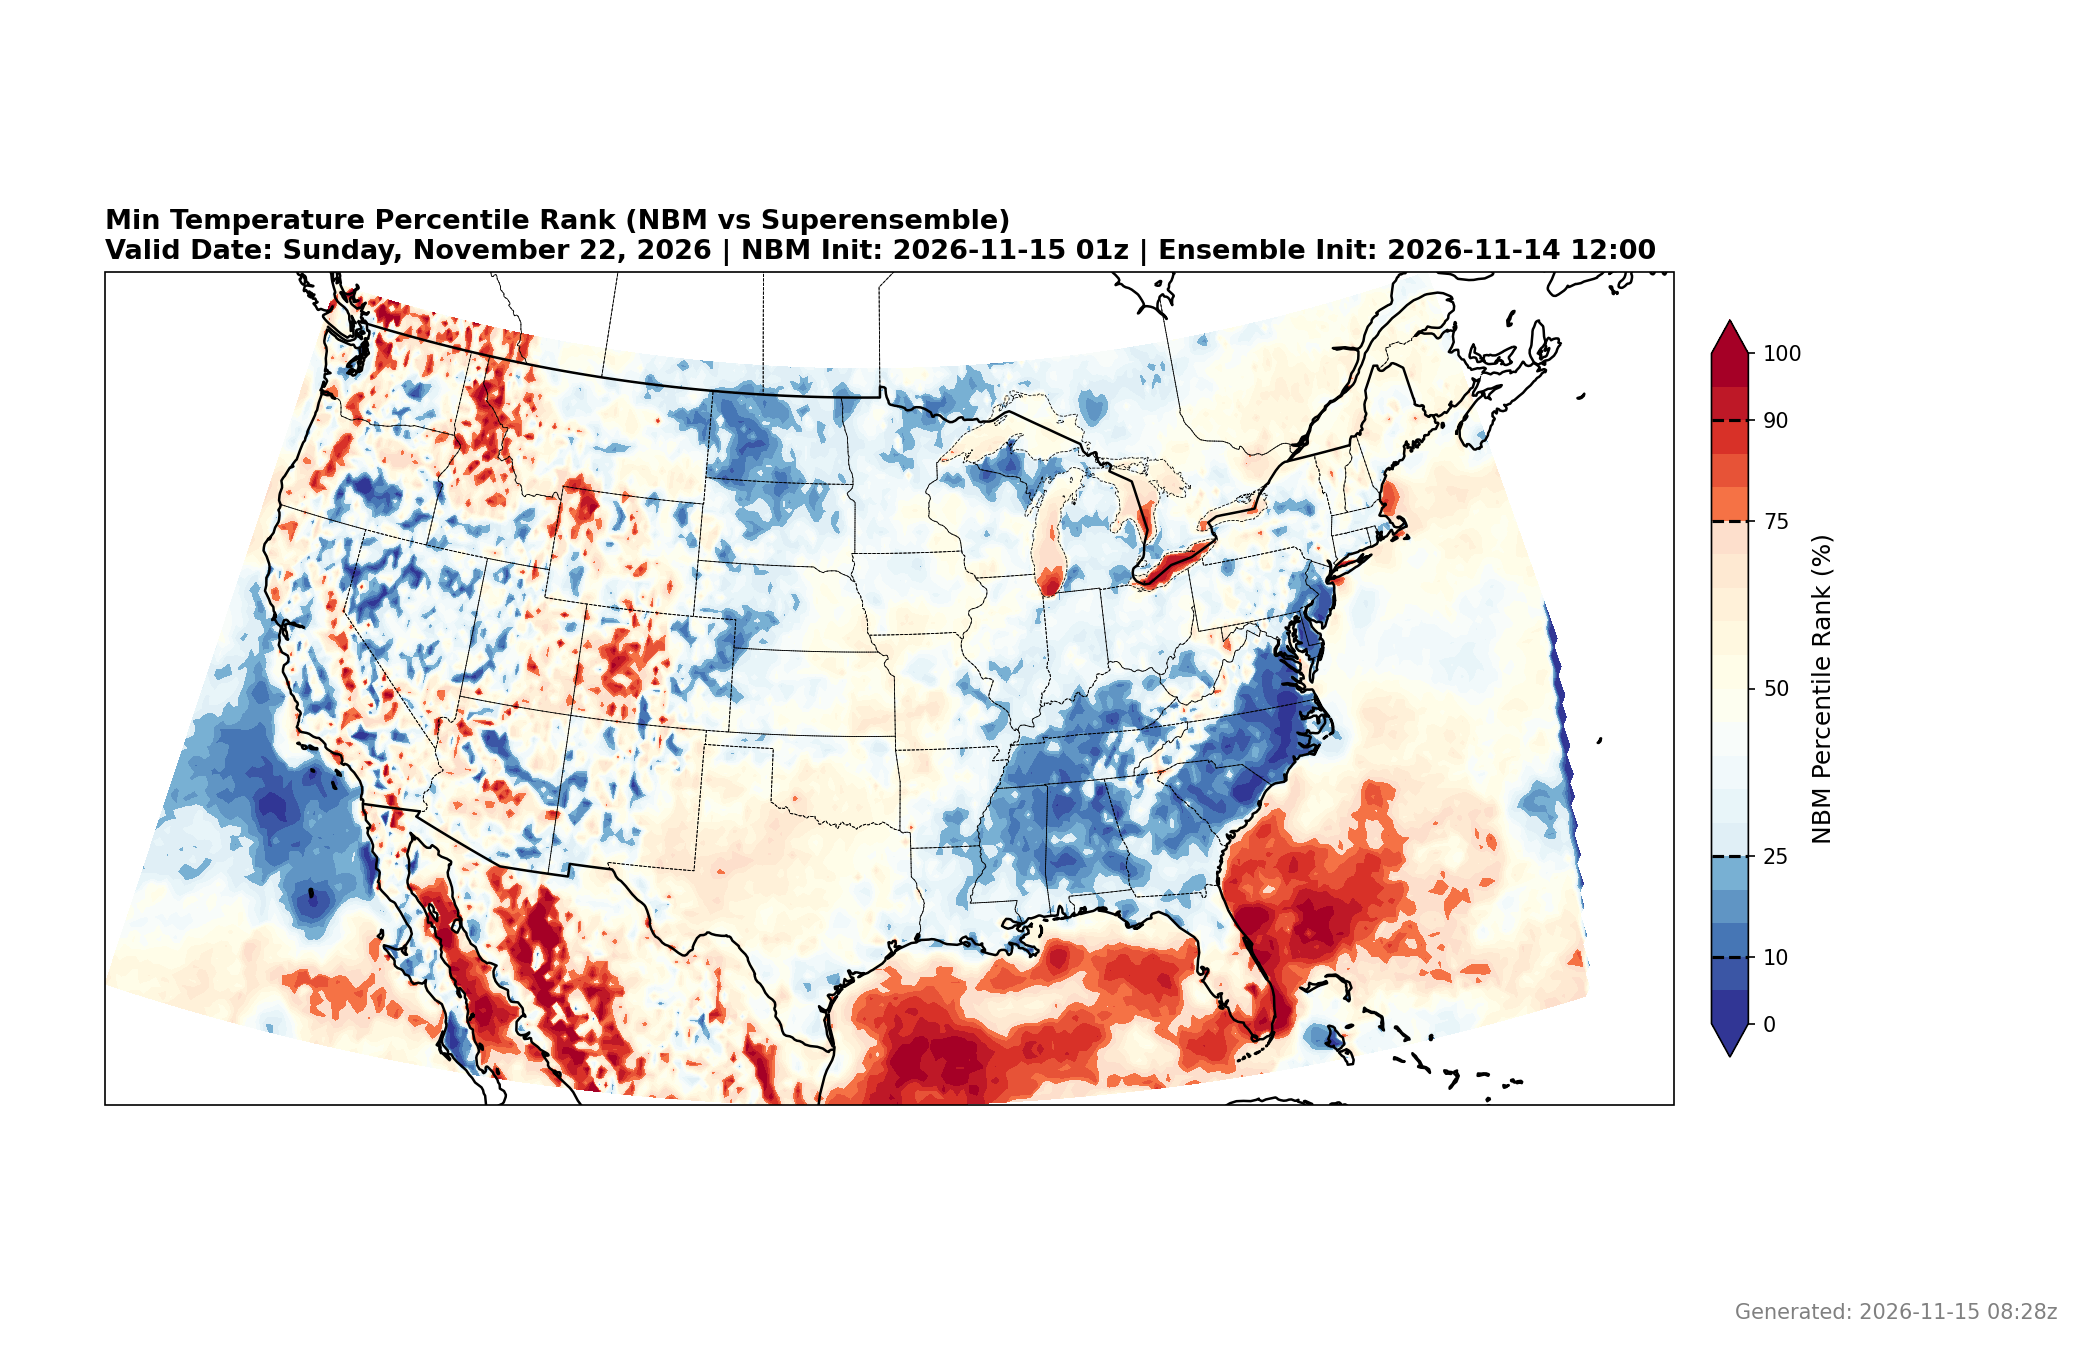 Min Temperature Percentile Rank (NBM vs Superensemble)
Valid Date: Sunday, November 22, 2026 | NBM Init: 2026-11-15 01z | Ensemble Init: 2026-11-14 12:00
100
90
75
50
25
10
0
NBM Percentile Rank (%)
Generated: 2026-11-15 08:28z